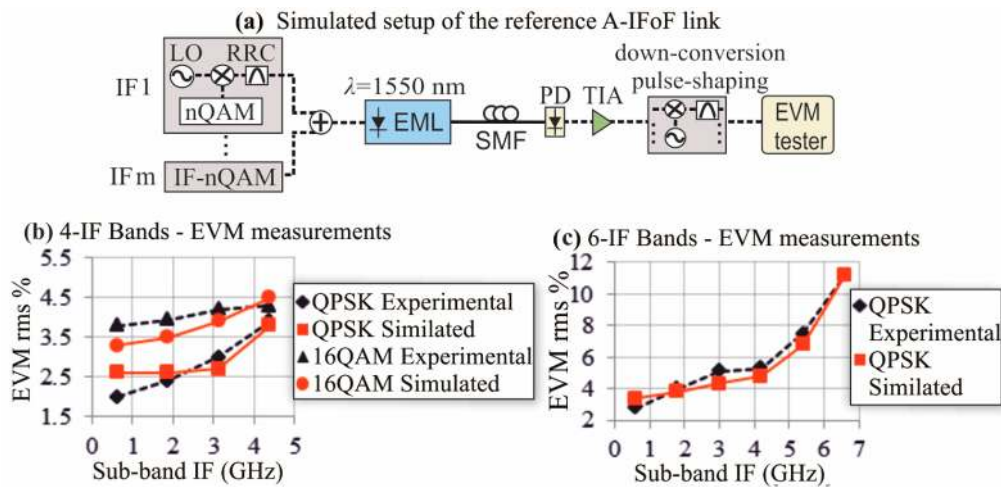 (a) Simulated setup of the reference A-IFoF link
LO RRC
IF1
nQAM
IFm
IF-nQAM
λ=1550 nm
EML
SMF
PD
TIA
down-conversion
pulse-shaping
EVM
tester
(b) 4-IF Bands - EVM measurements
EVM rms %
5.5
4.5
3.5
2.5
1.5
0 1 2 3 4 5
Sub-band IF (GHz)
QPSK Experimental
QPSK Similated
16QAM Experimental
16QAM Simulated
(c) 6-IF Bands - EVM measurements
EVM rms %
12
10
8
6
4
2
0 1 2 3 4 5 6 7
Sub-band IF (GHz)
QPSK
Experimental
QPSK
Similated